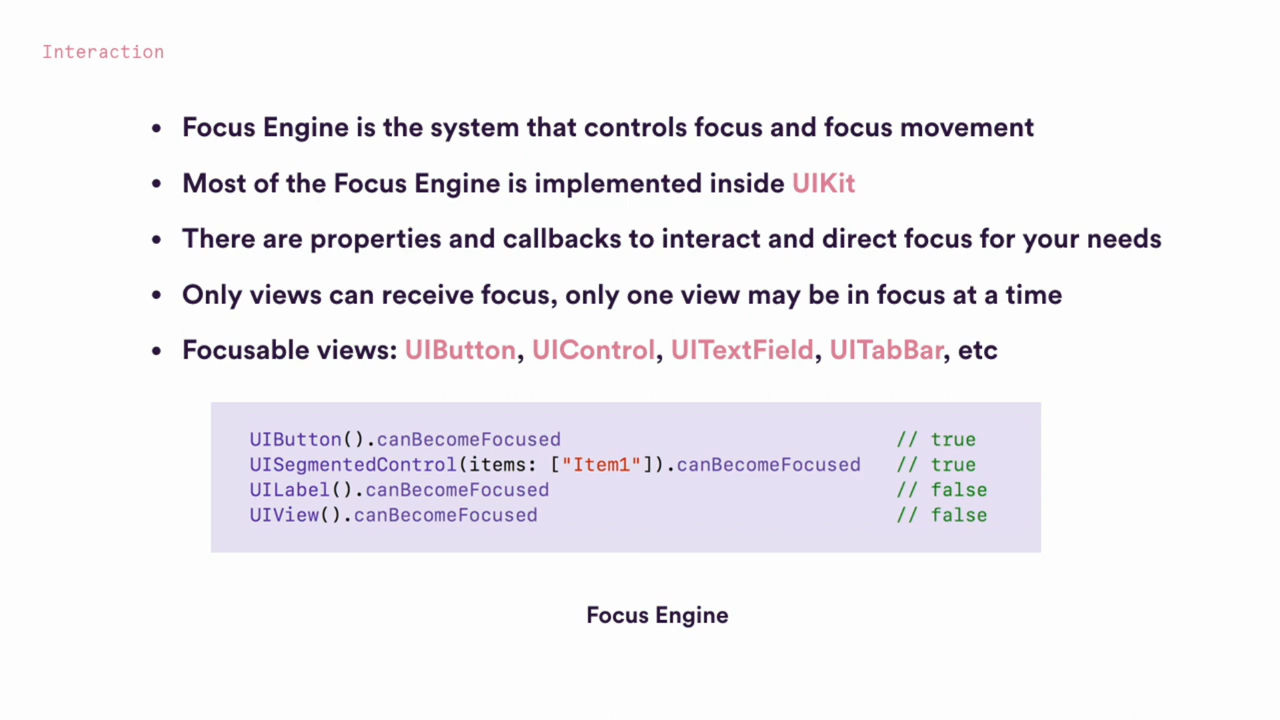 Interaction
• Focus Engine is the system that controls focus and focus movement
• Most of the Focus Engine is implemented inside UIKit
• There are properties and callbacks to interact and direct focus for your needs
• Only views can receive focus, only one view may be in focus at a time
• Focusable views: UIButton, UIControl, UITextField, UITabBar, etc
UIButton().canBecomeFocused // true
UISegmentedControl(items: ["Item1"]).canBecomeFocused // true
UILabel().canBecomeFocused // false
UIView().canBecomeFocused // false
Focus Engine